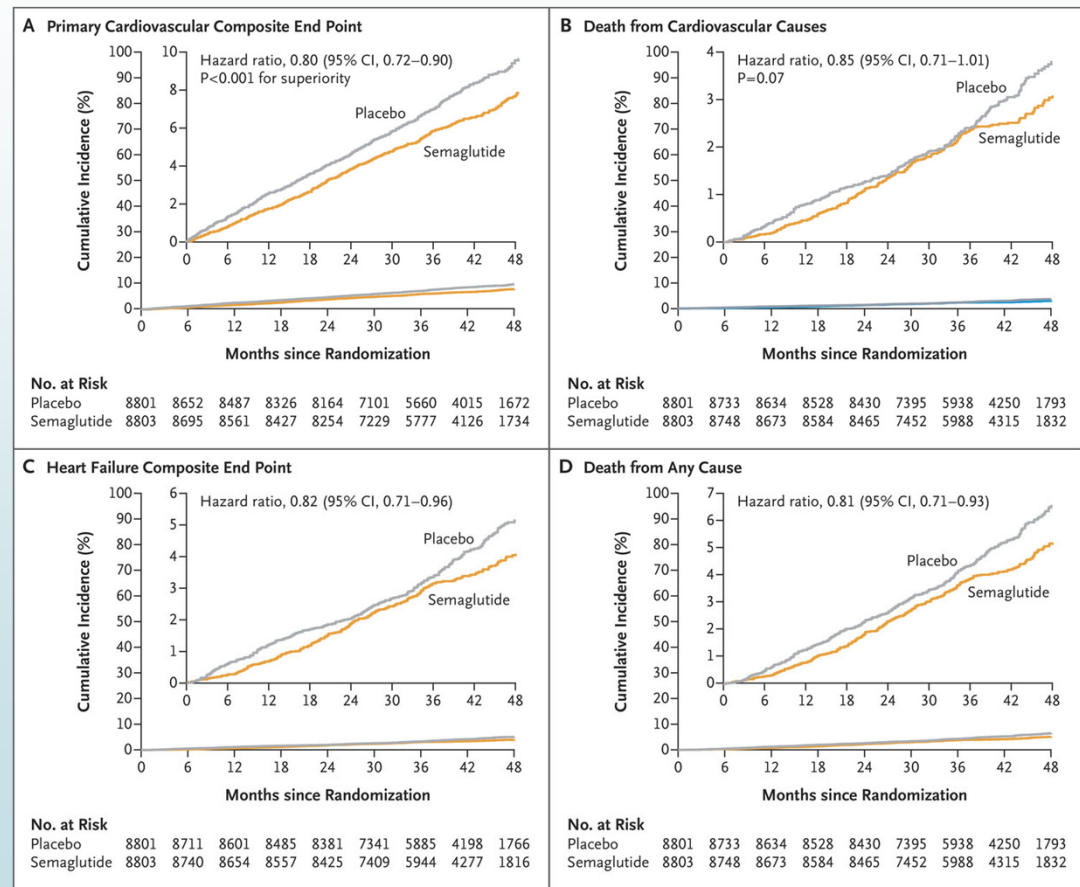 A Primary Cardiovascular Composite End Point
Cumulative Incidence (%)
100
90
80
70
60
50
40
30
20
10
0
10
8
6
4
2
0
Hazard ratio, 0.80 (95% CI, 0.72–0.90)
P<0.001 for superiority
Placebo
Semaglutide
0 6 12 18 24 30 36 42 48
0 6 12 18 24 30 36 42 48
Months since Randomization
No. at Risk
Placebo 8801 8652 8487 8326 8164 7101 5660 4015 1672
Semaglutide 8803 8695 8561 8427 8254 7229 5777 4126 1734
B Death from Cardiovascular Causes
Cumulative Incidence (%)
100
90
80
70
60
50
40
30
20
10
0
4
3
2
1
0
Hazard ratio, 0.85 (95% CI, 0.71–1.01)
P=0.07
Placebo
Semaglutide
0 6 12 18 24 30 36 42 48
0 6 12 18 24 30 36 42 48
Months since Randomization
No. at Risk
Placebo 8801 8733 8634 8528 8430 7395 5938 4250 1793
Semaglutide 8803 8748 8673 8584 8465 7452 5988 4315 1832
C Heart Failure Composite End Point
Cumulative Incidence (%)
100
90
80
70
60
50
40
30
20
10
0
6
5
4
3
2
1
0
Hazard ratio, 0.82 (95% CI, 0.71–0.96)
Placebo
Semaglutide
0 6 12 18 24 30 36 42 48
0 6 12 18 24 30 36 42 48
Months since Randomization
No. at Risk
Placebo 8801 8711 8601 8485 8381 7341 5885 4198 1766
Semaglutide 8803 8740 8654 8557 8425 7409 5944 4277 1816
D Death from Any Cause
Cumulative Incidence (%)
100
90
80
70
60
50
40
30
20
10
0
7
6
5
4
3
2
1
0
Hazard ratio, 0.81 (95% CI, 0.71–0.93)
Placebo
Semaglutide
0 6 12 18 24 30 36 42 48
0 6 12 18 24 30 36 42 48
Months since Randomization
No. at Risk
Placebo 8801 8733 8634 8528 8430 7395 5938 4250 1793
Semaglutide 8803 8748 8673 8584 8465 7452 5988 4315 1832